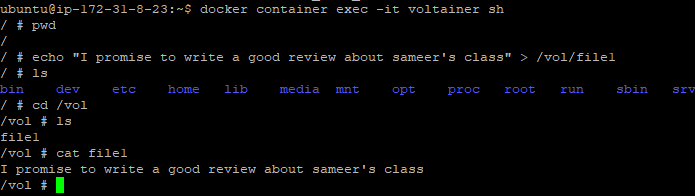 ubuntu@ip-172-31-8-23:~$ docker container exec -it voltainer sh
/ # pwd
/
/ # echo "I promise to write a good review about sameer's class" > /vol/file1
/ # ls
bin    dev    etc    home   lib    media  mnt    opt    proc   root   run    sbin   srv
/ # cd /vol
/vol # ls
file1
/vol # cat file1
I promise to write a good review about sameer's class
/vol #